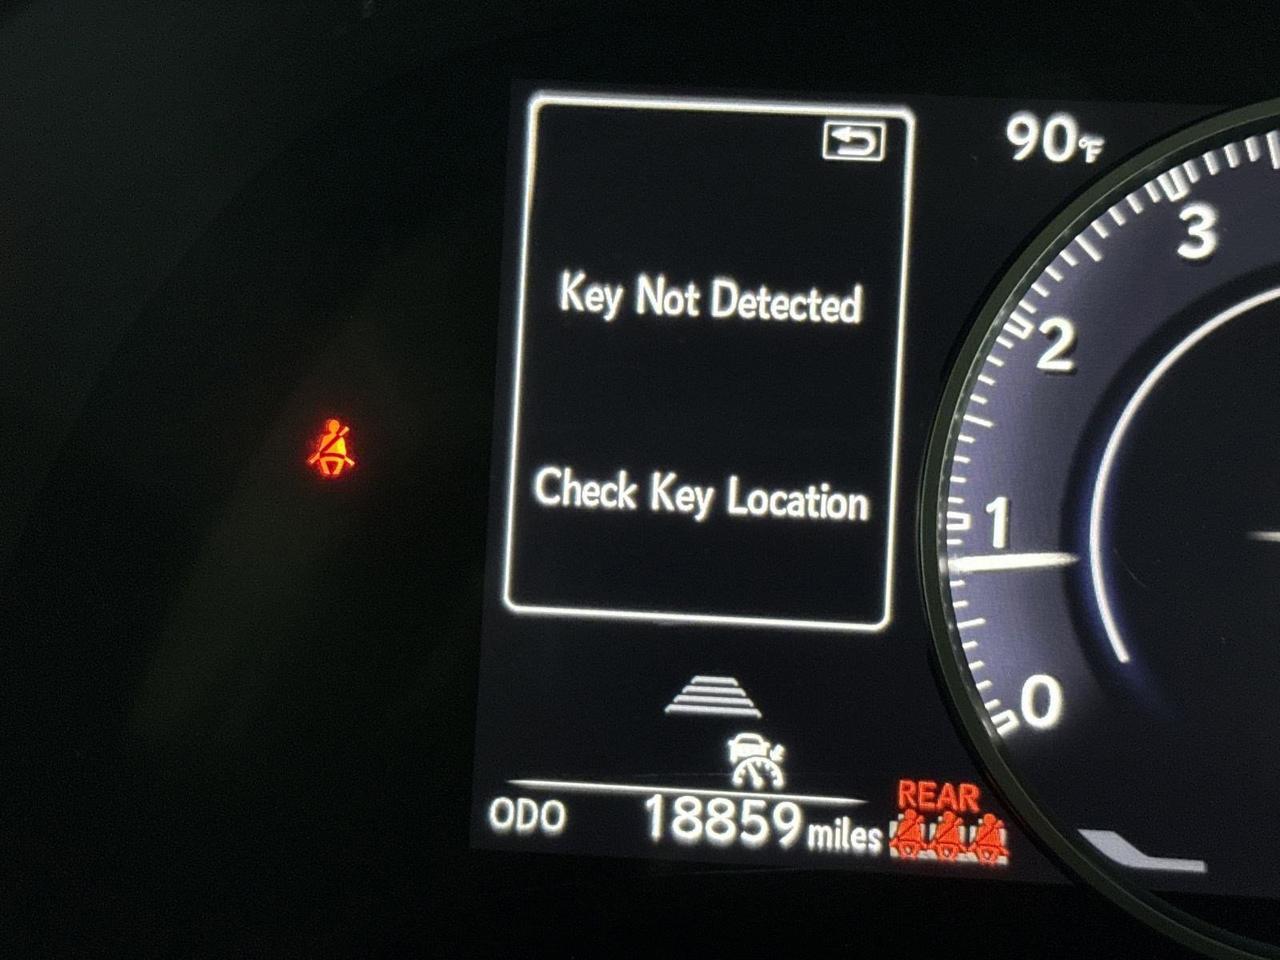 90°F
Key Not Detected
Check Key Location
3
2
1
0
REAR
ODO 18859 miles